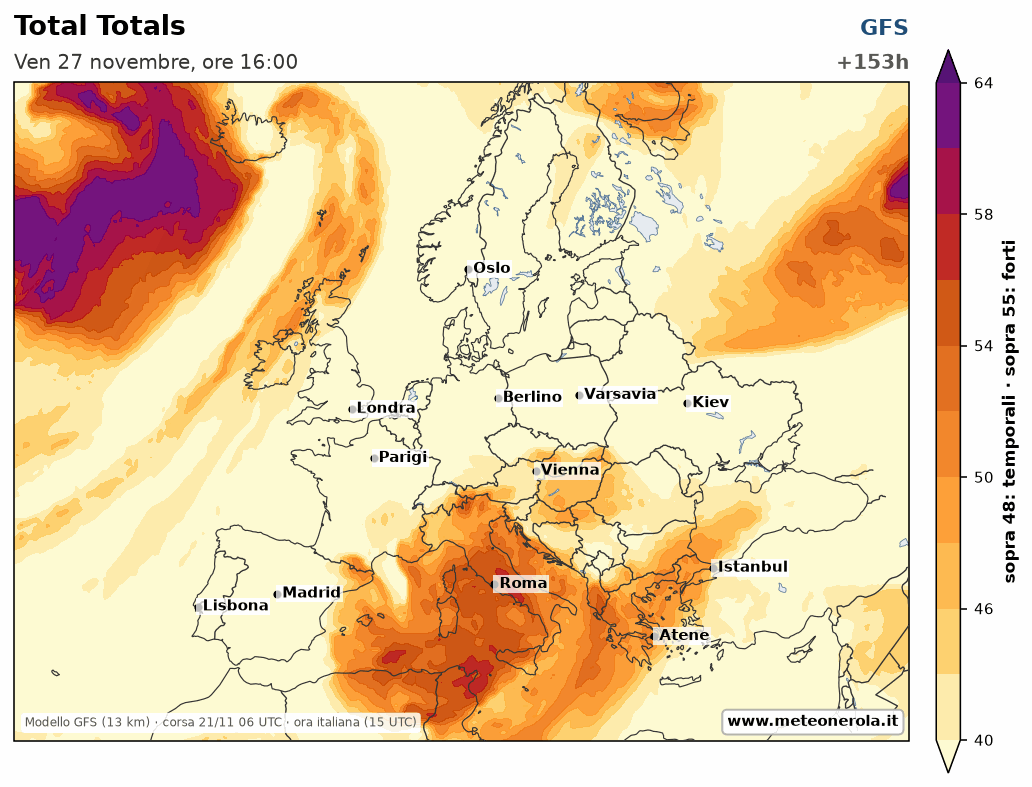 Total Totals
GFS
Ven 27 novembre, ore 16:00
+153h
64
58
54
50
46
40
sopra 48: temporali · sopra 55: forti
Oslo
Berlino
Varsavia
Kiev
Londra
Parigi
Vienna
Istanbul
Roma
Madrid
Lisbona
Atene
Modello GFS (13 km) · corsa 21/11 06 UTC · ora italiana (15 UTC)
www.meteonerola.it